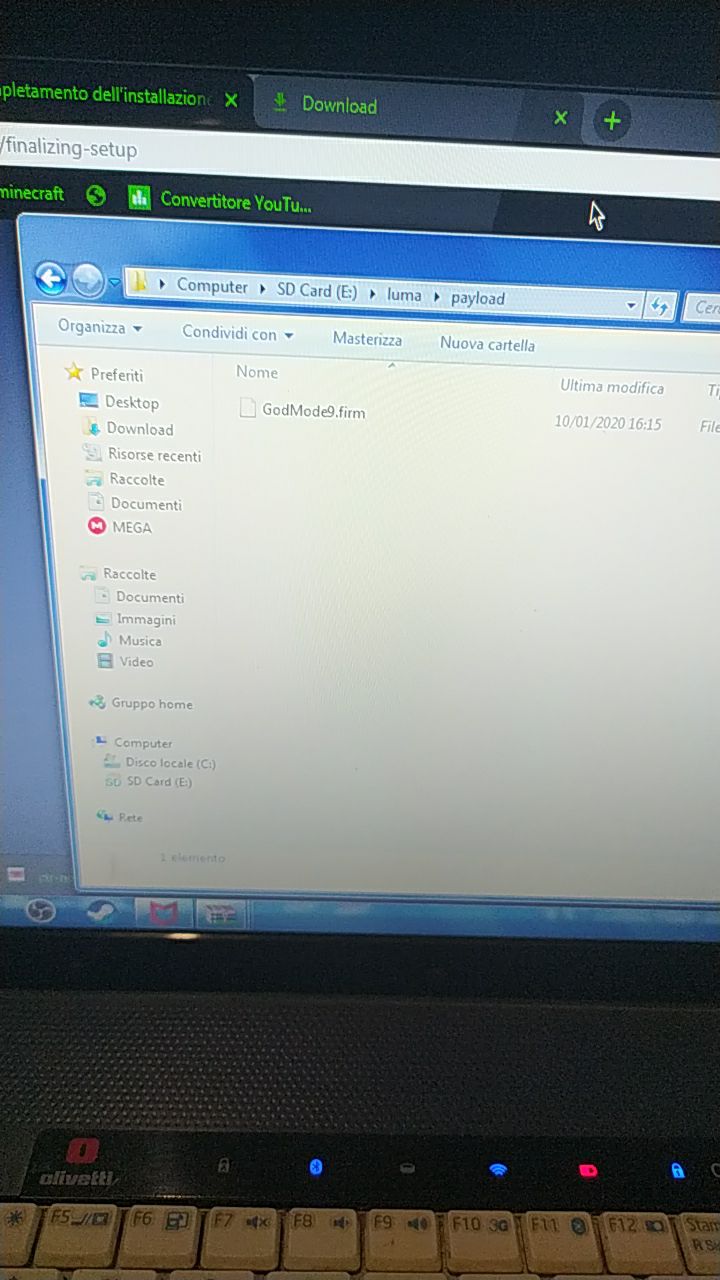 pletamento dell'installazion
Download
/finalizing-setup
minecraft
Convertitore YouTu...
Computer
SD Card (E:)
luma
payload
Cer
Organizza
Condividi con
Masterizza
Nuova cartella
Preferiti
Nome
Ultima modifica
Ti
Desktop
GodMode9.firm
10/01/2020 16:15
File
Download
Risorse recenti
Raccolte
Documenti
MEGA
Raccolte
Documenti
Immagini
Musica
Video
Gruppo home
Computer
Disco locale (C:)
SD Card (E:)
Rete
1 elemento
olivetti
F5
F6
F7
F8
F9
F10 3G
F11
F12
Stam
R S